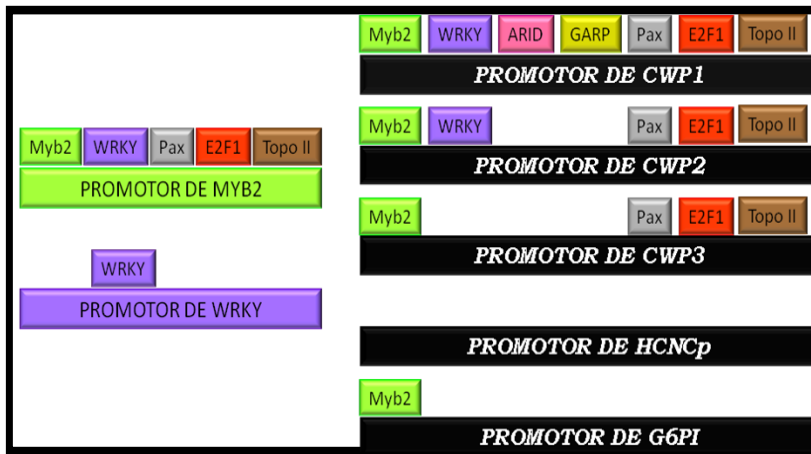 Myb2 WRKY Pax E2F1 Topo II
PROMOTOR DE MYB2
WRKY
PROMOTOR DE WRKY
Myb2 WRKY ARID GARP Pax E2F1 Topo II
PROMOTOR DE CWP1
Myb2 WRKY Pax E2F1 Topo II
PROMOTOR DE CWP2
Myb2 Pax E2F1 Topo II
PROMOTOR DE CWP3
PROMOTOR DE HCNCp
Myb2
PROMOTOR DE G6PI